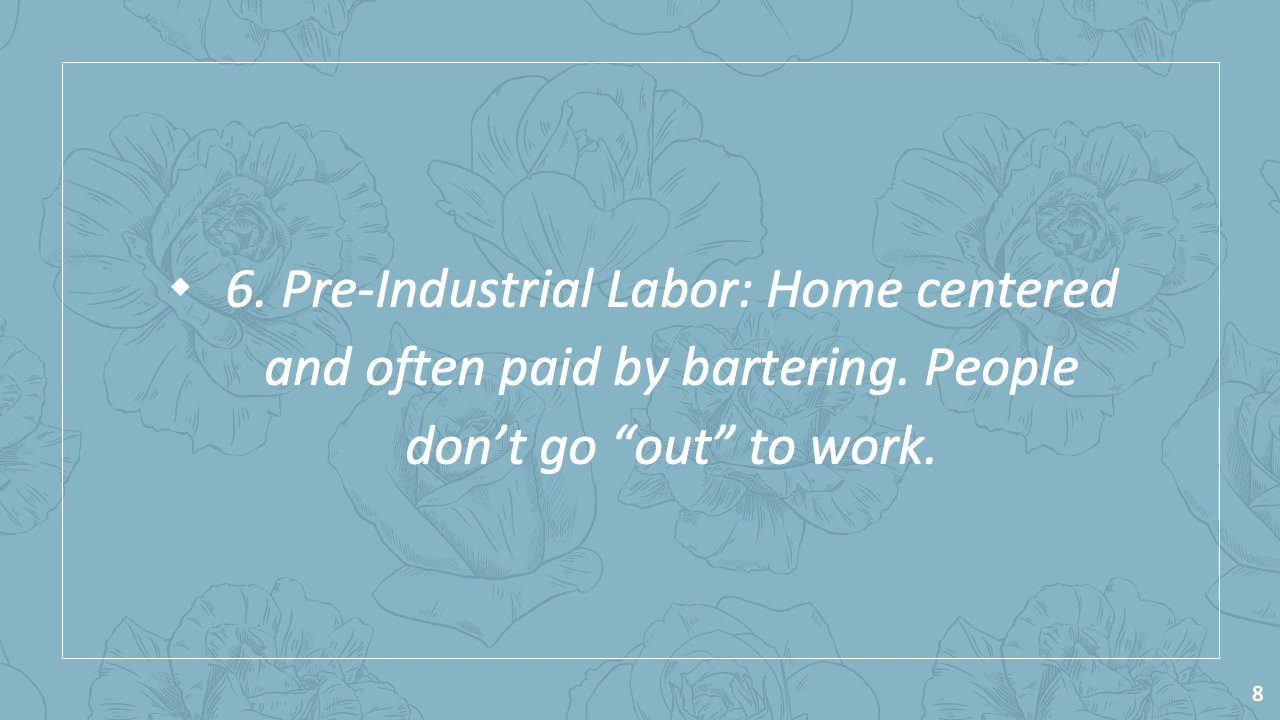 ◆ 6. Pre-Industrial Labor: Home centered
and often paid by bartering. People
don’t go “out” to work.
8